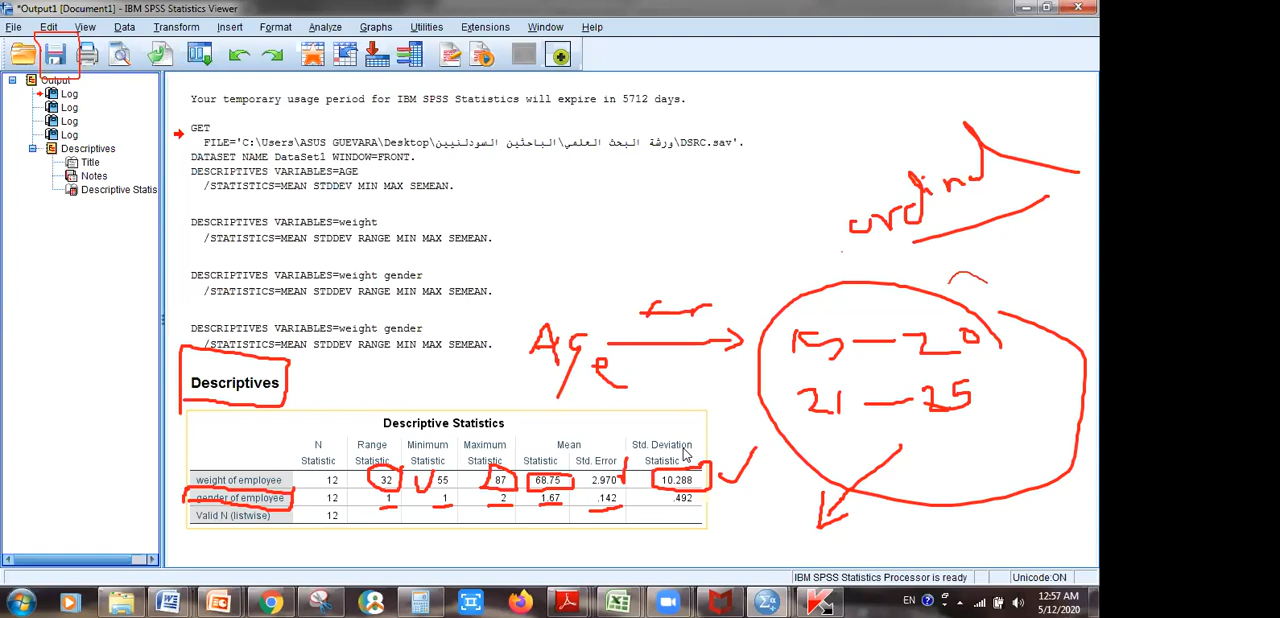 *Output1 [Document1] - IBM SPSS Statistics Viewer
File Edit View Data Transform Insert Format Analyze Graphs Utilities Extensions Window Help
Output
Log
Log
Log
Log
Descriptives
Title
Notes
Descriptive Statis
Your temporary usage period for IBM SPSS Statistics will expire in 5712 days.
GET
FILE='C:\Users\ASUS GUEVARA\Desktop\ورشة البحث العلمي\الباحثين السودلنيين\DSRC.sav'.
DATASET NAME DataSet1 WINDOW=FRONT.
DESCRIPTIVES VARIABLES=AGE
/STATISTICS=MEAN STDDEV MIN MAX SEMEAN.
DESCRIPTIVES VARIABLES=weight
/STATISTICS=MEAN STDDEV RANGE MIN MAX SEMEAN.
DESCRIPTIVES VARIABLES=weight gender
/STATISTICS=MEAN STDDEV RANGE MIN MAX SEMEAN.
DESCRIPTIVES VARIABLES=weight gender
/STATISTICS=MEAN STDDEV RANGE MIN MAX SEMEAN.
Age
15 — 20
21 — 25
Descriptives
Descriptive Statistics
N Range Minimum Maximum Mean Std. Deviation
Statistic Statistic Statistic Statistic Statistic Std. Error Statistic
weight of employee 12 32 55 87 68.75 2.970 10.288
gender of employee 12 1 1 2 1.67 .142 .492
Valid N (listwise) 12
IBM SPSS Statistics Processor is ready Unicode:ON
EN 12:57 AM
5/12/2020